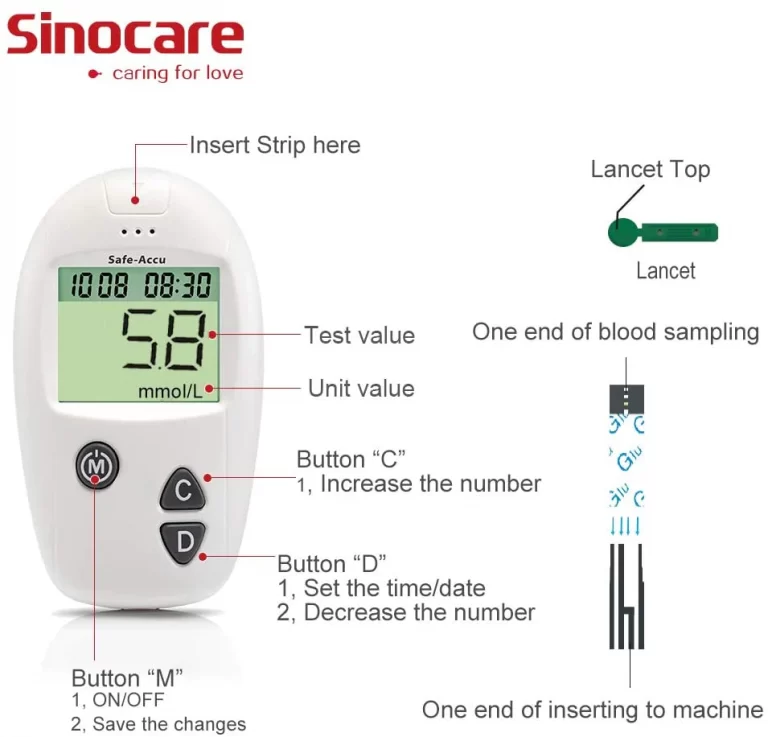 Sinocare
caring for love
Insert Strip here
Lancet Top
Lancet
Safe-Accu
10 08 08:30
5.8
mmol/L
Test value
Unit value
One end of blood sampling
Glu G
Glu
Glu G
M
C
D
Button “C”
1, Increase the number
Button “D”
1, Set the time/date
2, Decrease the number
Button “M”
1, ON/OFF
2, Save the changes
One end of inserting to machine